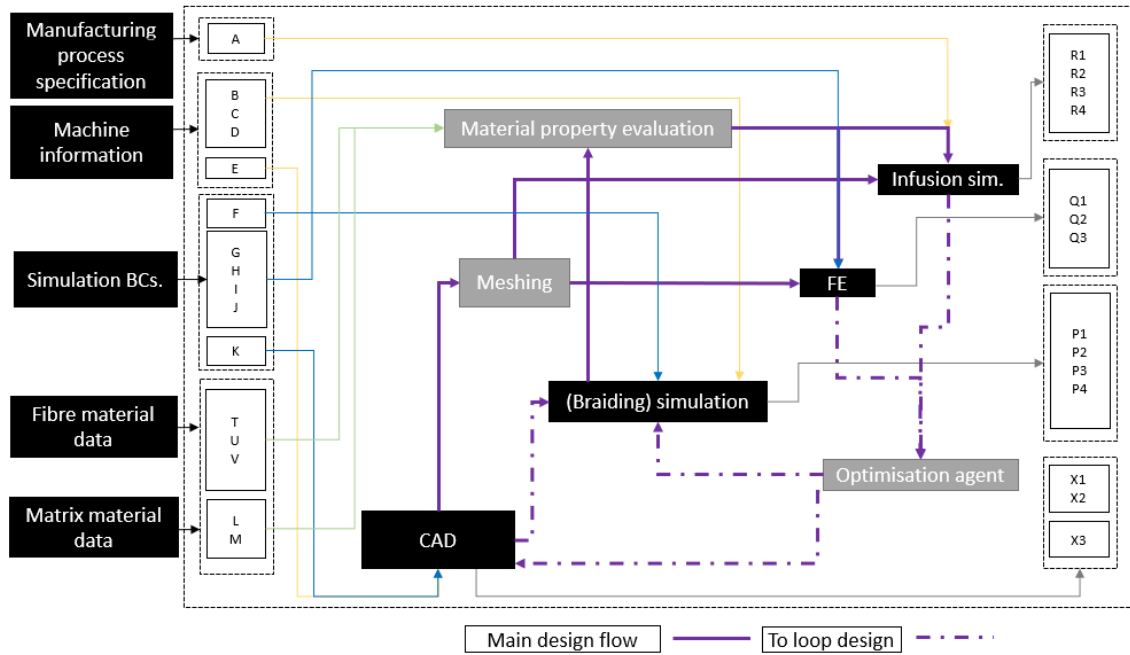 Manufacturing
process
specification
Machine
information
Simulation BCs.
Fibre material
data
Matrix material
data
A
B
C
D
E
F
G
H
I
J
K
T
U
V
L
M
Material property evaluation
Infusion sim.
Meshing
FE
(Braiding) simulation
Optimisation agent
CAD
R1
R2
R3
R4
Q1
Q2
Q3
P1
P2
P3
P4
X1
X2
X3
Main design flow
To loop design